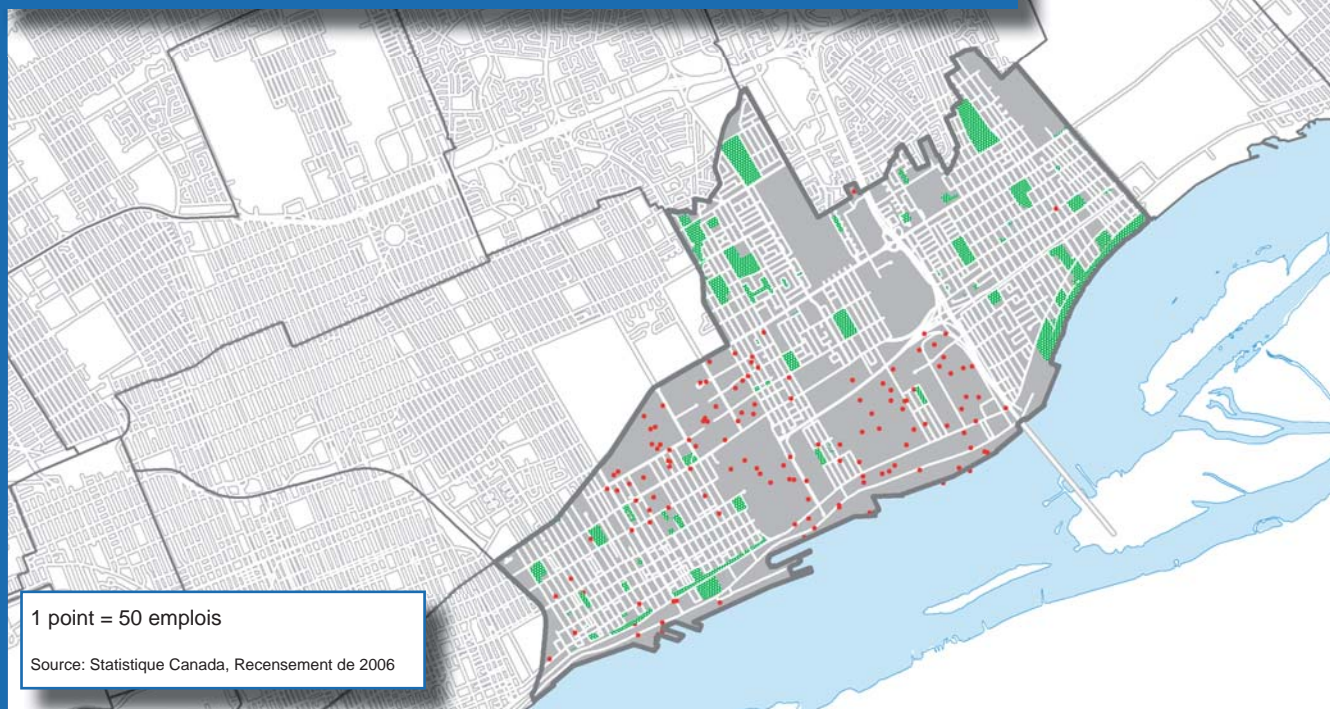 1 point = 50 emplois
Source: Statistique Canada, Recensement de 2006